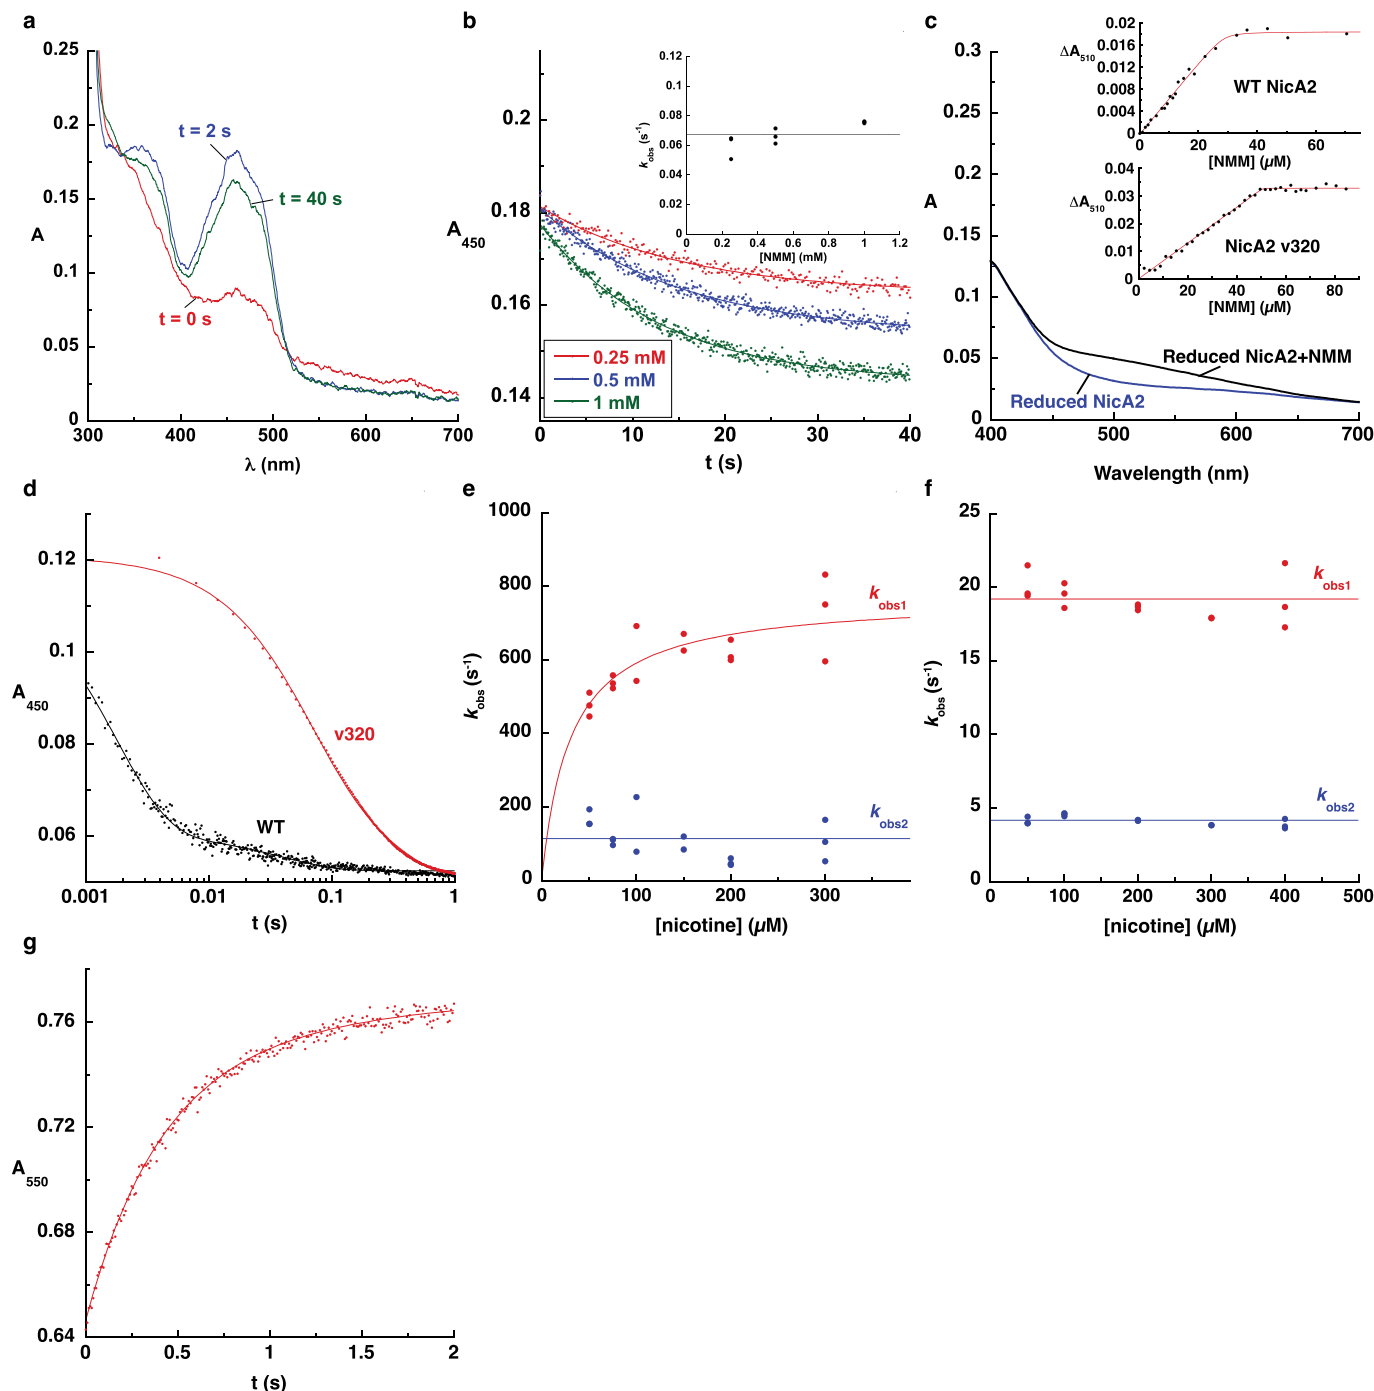 a
0.25
0.2
0.15
A
0.1
0.05
0
300
400
500
600
700
λ (nm)
t = 2 s
t = 40 s
t = 0 s
b
0.2
0.18
A450
0.16
0.14
0
10
20
30
40
t (s)
0.25 mM
0.5 mM
1 mM
0.12
0.1
0.08
0.06
0.04
0.02
0
kobs (s-1)
0
0.2
0.4
0.6
0.8
1
1.2
[NMM] (mM)
c
0.3
0.25
0.2
A
0.15
0.1
0.05
0
400
500
600
700
Wavelength (nm)
Reduced NicA2+NMM
Reduced NicA2
0.02
0.016
0.012
0.008
0.004
0
ΔA510
WT NicA2
0
20
40
60
[NMM] (µM)
0.04
0.03
0.02
0.01
0
ΔA510
NicA2 v320
0
20
40
60
80
[NMM] (µM)
d
0.12
0.1
A450
0.08
0.06
0.001
0.01
0.1
1
t (s)
v320
WT
e
1000
800
600
400
200
0
kobs (s-1)
kobs1
kobs2
0
100
200
300
[nicotine] (µM)
f
25
20
15
10
5
0
kobs (s-1)
kobs1
kobs2
0
100
200
300
400
500
[nicotine] (µM)
g
0.76
0.72
A550
0.68
0.64
0
0.5
1
1.5
2
t (s)